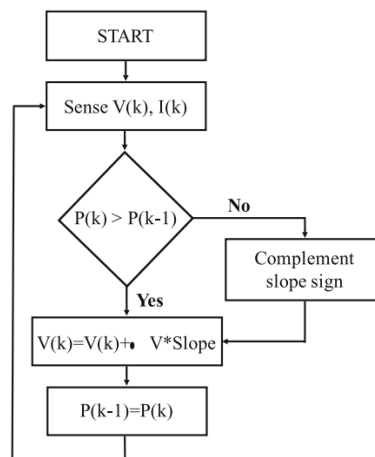 START
Sense V(k), I(k)
P(k) > P(k-1)
No
Complement
slope sign
Yes
V(k)=V(k)+• V*Slope
P(k-1)=P(k)